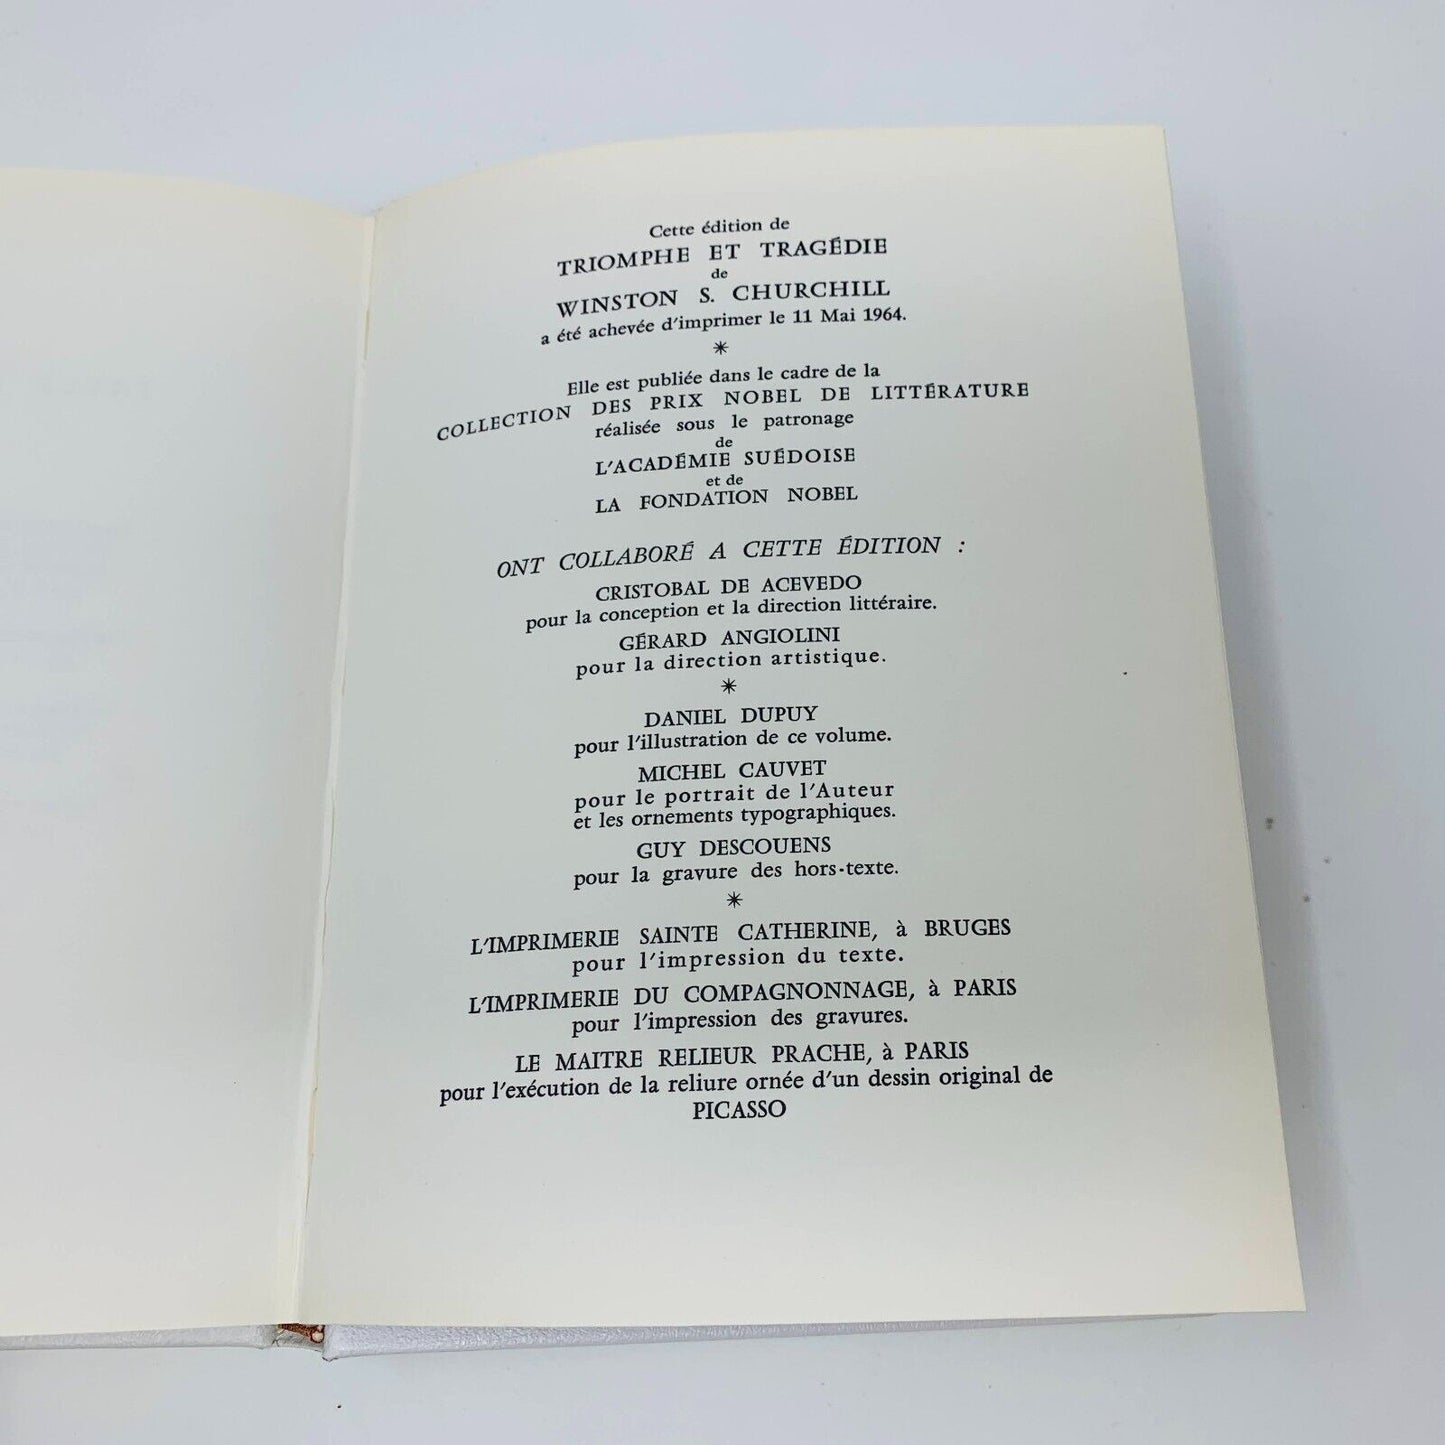 Cette édition de
TRIOMPHE ET TRAGÉDIE
de
WINSTON S. CHURCHILL
a été achevée d'imprimer le 11 Mai 1964.
*
Elle est publiée dans le cadre de la
COLLECTION DES PRIX NOBEL DE LITTÉRATURE
réalisée sous le patronage
de
L'ACADÉMIE SUÉDOISE
et de
LA FONDATION NOBEL
ONT COLLABORÉ A CETTE ÉDITION :
CRISTOBAL DE ACEVEDO
pour la conception et la direction littéraire.
GÉRARD ANGIOLINI
pour la direction artistique.
*
DANIEL DUPUY
pour l'illustration de ce volume.
MICHEL CAUVET
pour le portrait de l'Auteur
et les ornements typographiques.
GUY DESCOUENS
pour la gravure des hors-texte.
*
L'IMPRIMERIE SAINTE CATHERINE, à BRUGES
pour l'impression du texte.
L'IMPRIMERIE DU COMPAGNONNAGE, à PARIS
pour l'impression des gravures.
LE MAITRE RELIEUR PRACHE, à PARIS
pour l'exécution de la reliure ornée d'un dessin original de
PICASSO